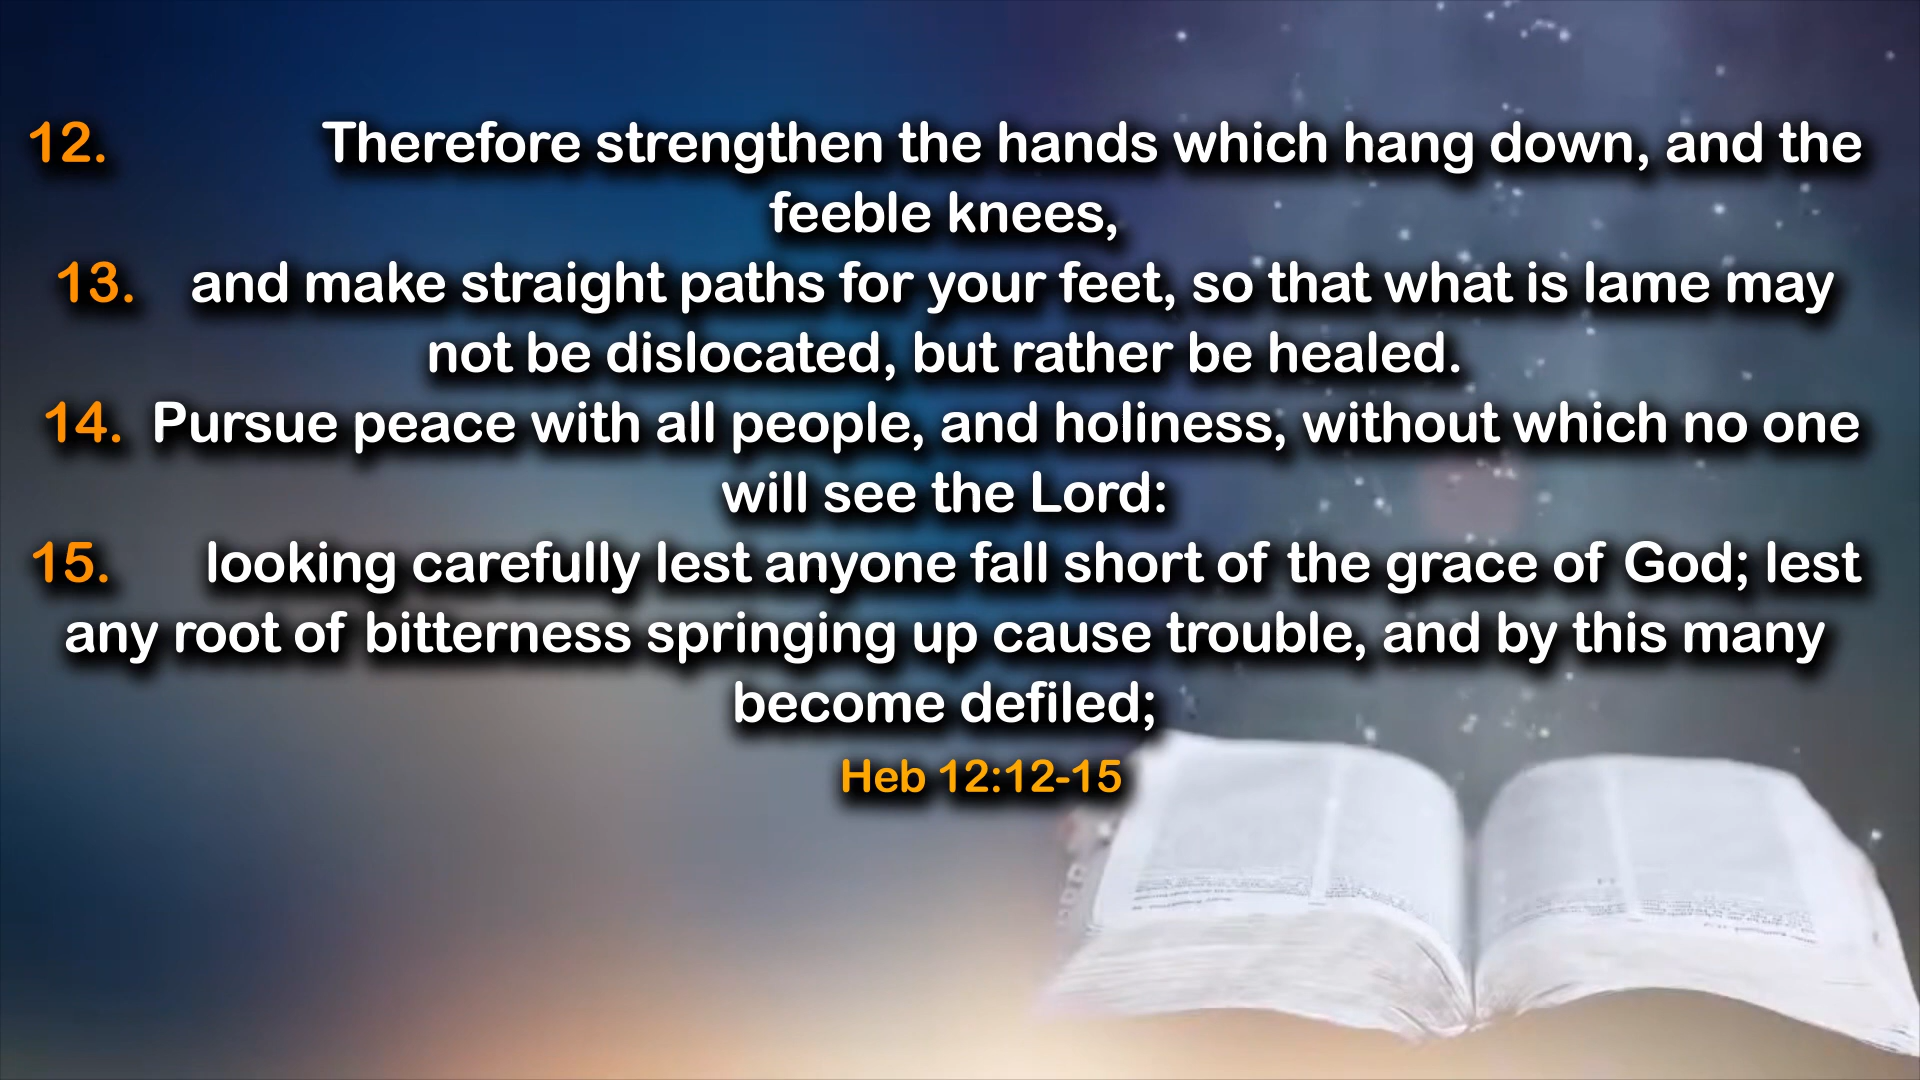 12. Therefore strengthen the hands which hang down, and the
feeble knees,
13. and make straight paths for your feet, so that what is lame may
not be dislocated, but rather be healed.
14. Pursue peace with all people, and holiness, without which no one
will see the Lord:
15. looking carefully lest anyone fall short of the grace of God; lest
any root of bitterness springing up cause trouble, and by this many
become defiled;
Heb 12:12-15